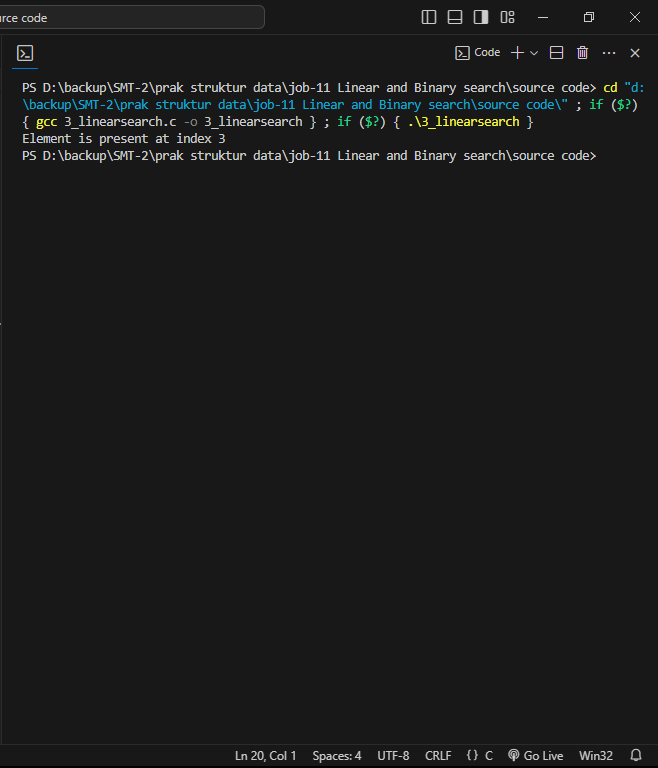 rce code
Code
PS D:\backup\SMT-2\prak struktur data\job-11 Linear and Binary search\source code> cd "d:
\backup\SMT-2\prak struktur data\job-11 Linear and Binary search\source code\" ; if ($?)
{ gcc 3_linearsearch.c -o 3_linearsearch } ; if ($?) { .\3_linearsearch }
Element is present at index 3
PS D:\backup\SMT-2\prak struktur data\job-11 Linear and Binary search\source code>
Ln 20, Col 1 Spaces: 4 UTF-8 CRLF {} C Go Live Win32